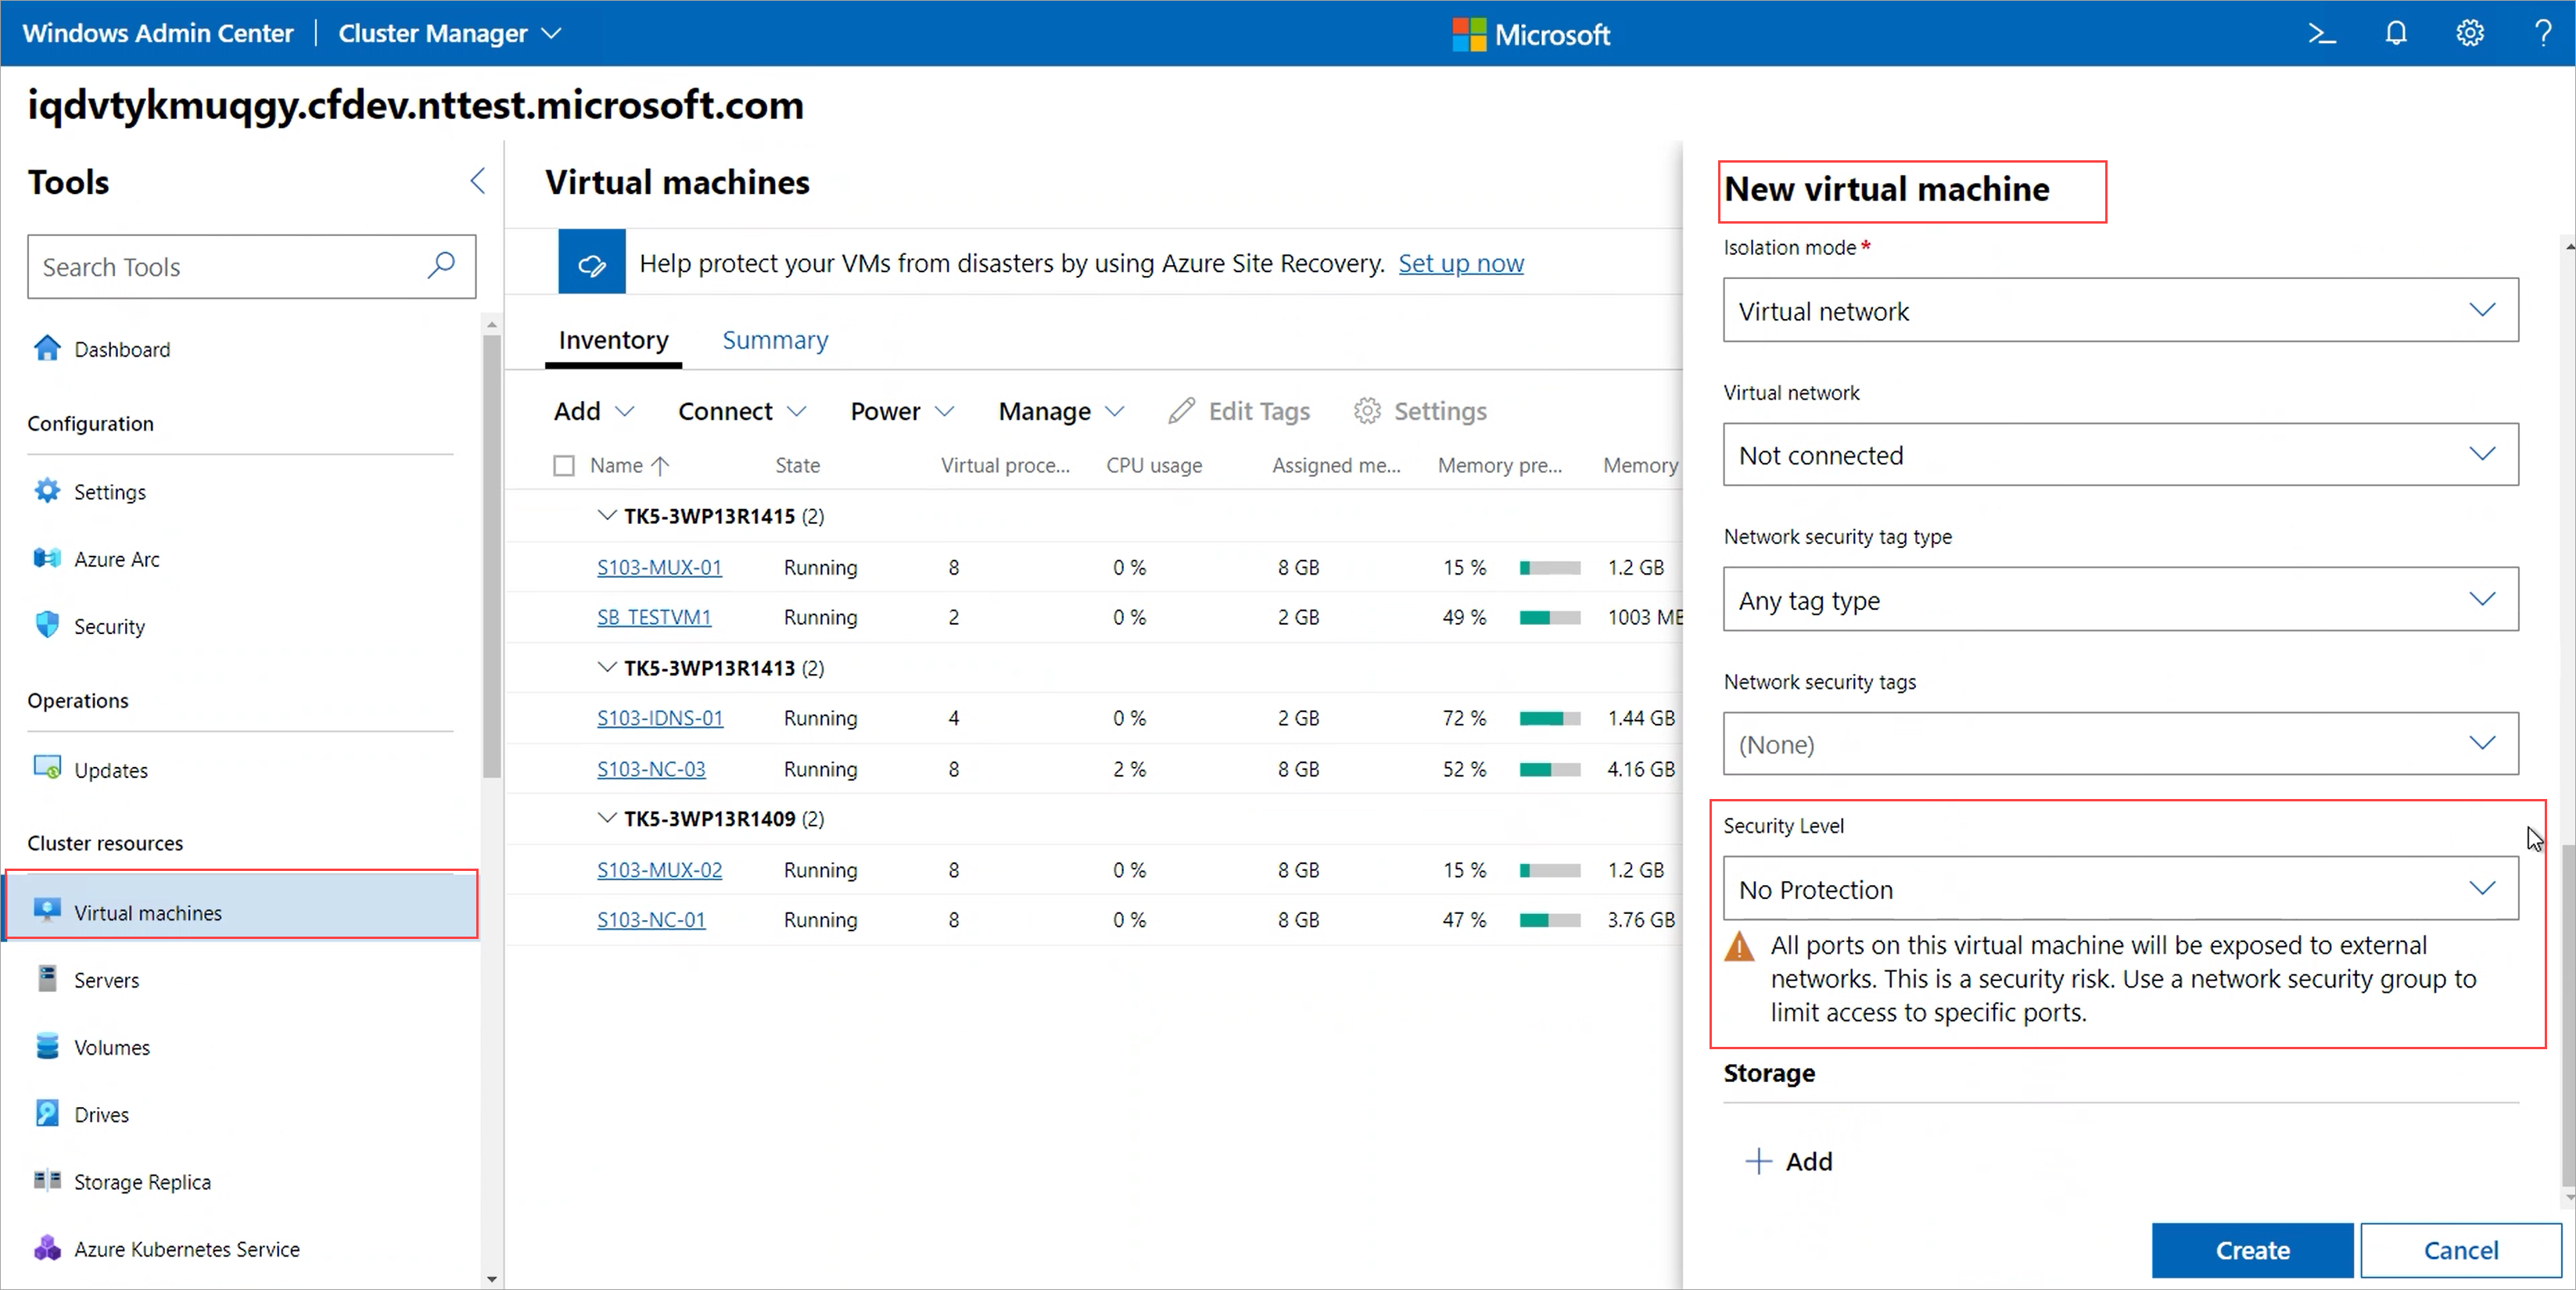 Windows Admin Center | Cluster Manager
Microsoft
iqdvtykmuqgy.cfdev.nttest.microsoft.com
Tools
Search Tools
Dashboard
Configuration
Settings
Azure Arc
Security
Operations
Updates
Cluster resources
Virtual machines
Servers
Volumes
Drives
Storage Replica
Azure Kubernetes Service
Virtual machines
Help protect your VMs from disasters by using Azure Site Recovery. Set up now
Inventory Summary
Add Connect Power Manage Edit Tags Settings
Name State Virtual proce... CPU usage Assigned me... Memory pre... Memory
TK5-3WP13R1415 (2)
S103-MUX-01 Running 8 0 % 8 GB 15 % 1.2 GB
SB_TESTVM1 Running 2 0 % 2 GB 49 % 1003 MB
TK5-3WP13R1413 (2)
S103-IDNS-01 Running 4 0 % 2 GB 72 % 1.44 GB
S103-NC-03 Running 8 2 % 8 GB 52 % 4.16 GB
TK5-3WP13R1409 (2)
S103-MUX-02 Running 8 0 % 8 GB 15 % 1.2 GB
S103-NC-01 Running 8 0 % 8 GB 47 % 3.76 GB
New virtual machine
Isolation mode *
Virtual network
Virtual network
Not connected
Network security tag type
Any tag type
Network security tags
(None)
Security Level
No Protection
All ports on this virtual machine will be exposed to external
networks. This is a security risk. Use a network security group to
limit access to specific ports.
Storage
Add
Create Cancel